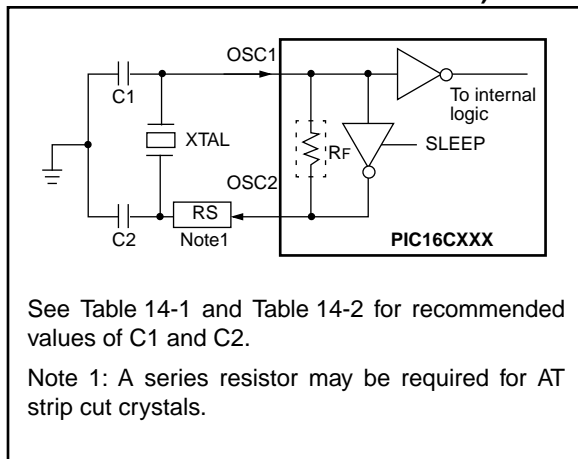 OSC1
C1
To internal
logic
XTAL
RF
SLEEP
OSC2
RS
C2
Note1
PIC16CXXX
See Table 14-1 and Table 14-2 for recommended
values of C1 and C2.
Note 1: A series resistor may be required for AT
strip cut crystals.